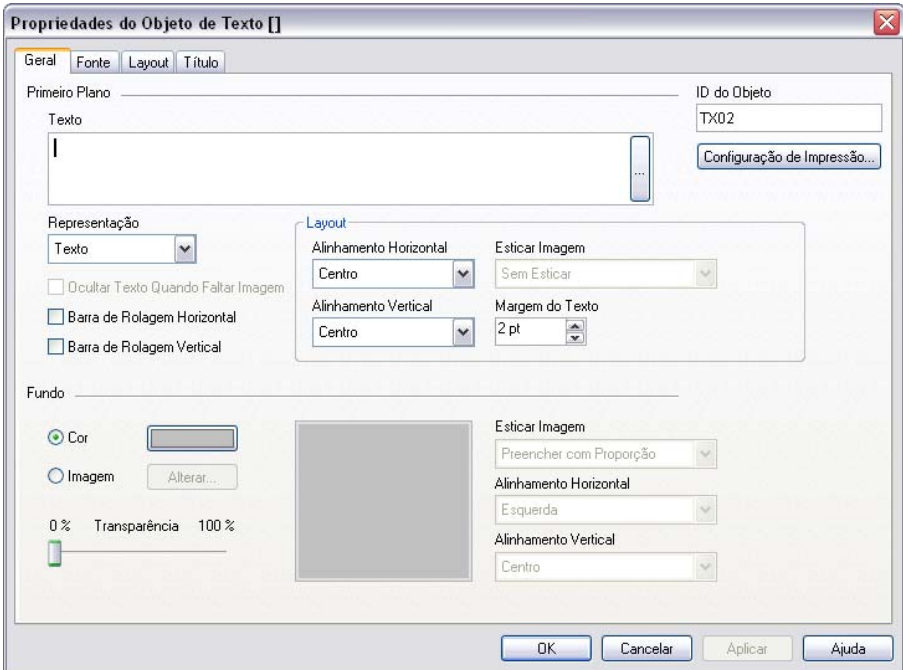 Propriedades do Objeto de Texto []
Geral Fonte Layout Título
Primeiro Plano
ID do Objeto
Texto
TX02
...
Configuração de Impressão...
Representação
Layout
Texto
Alinhamento Horizontal
Esticar Imagem
Centro
Sem Esticar
Ocultar Texto Quando Faltar Imagem
Alinhamento Vertical
Margem do Texto
Barra de Rolagem Horizontal
Centro
2 pt
Barra de Rolagem Vertical
Fundo
Cor
Esticar Imagem
Preencher com Proporção
Imagem
Alterar...
Alinhamento Horizontal
Esquerda
0 % Transparência 100 %
Alinhamento Vertical
Centro
OK Cancelar Aplicar Ajuda